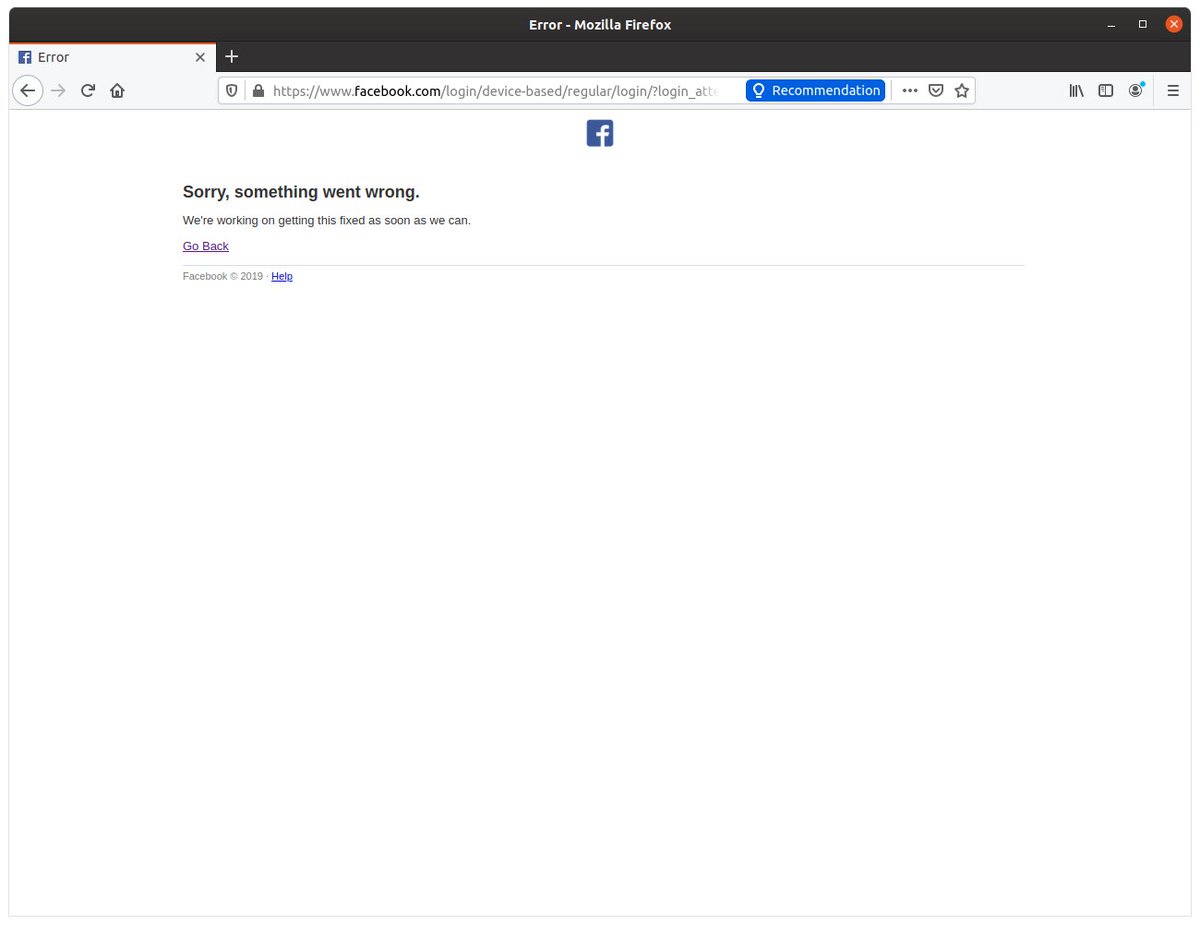 Error - Mozilla Firefox
Error
https://www.facebook.com/login/device-based/regular/login/?login_atte
Recommendation
Sorry, something went wrong.
We're working on getting this fixed as soon as we can.
Go Back
Facebook © 2019 · Help